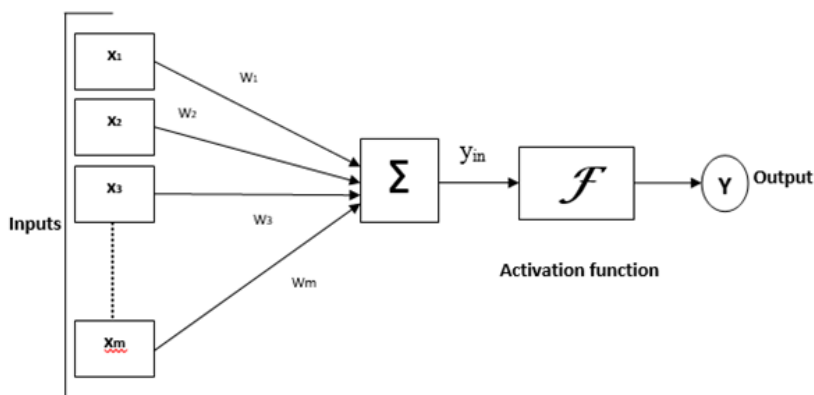 x1
W1
x2
W2
x3
Inputs
W3
Wm
xm
Σ
yin
F
Y
Output
Activation function